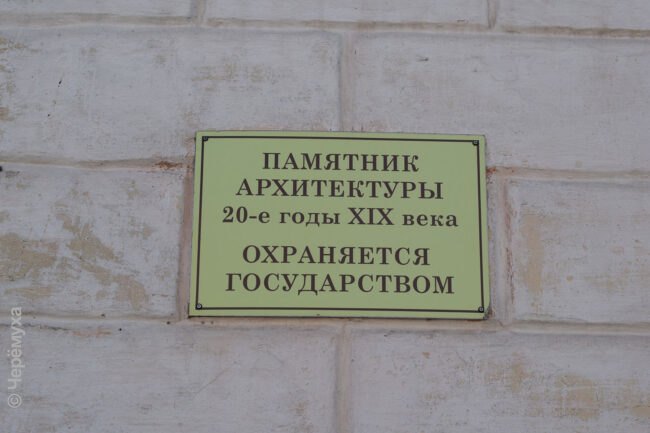 ПАМЯТНИК
АРХИТЕКТУРЫ
20-е годы XIX века
ОХРАНЯЕТСЯ
ГОСУДАРСТВОМ
© Черёмуха